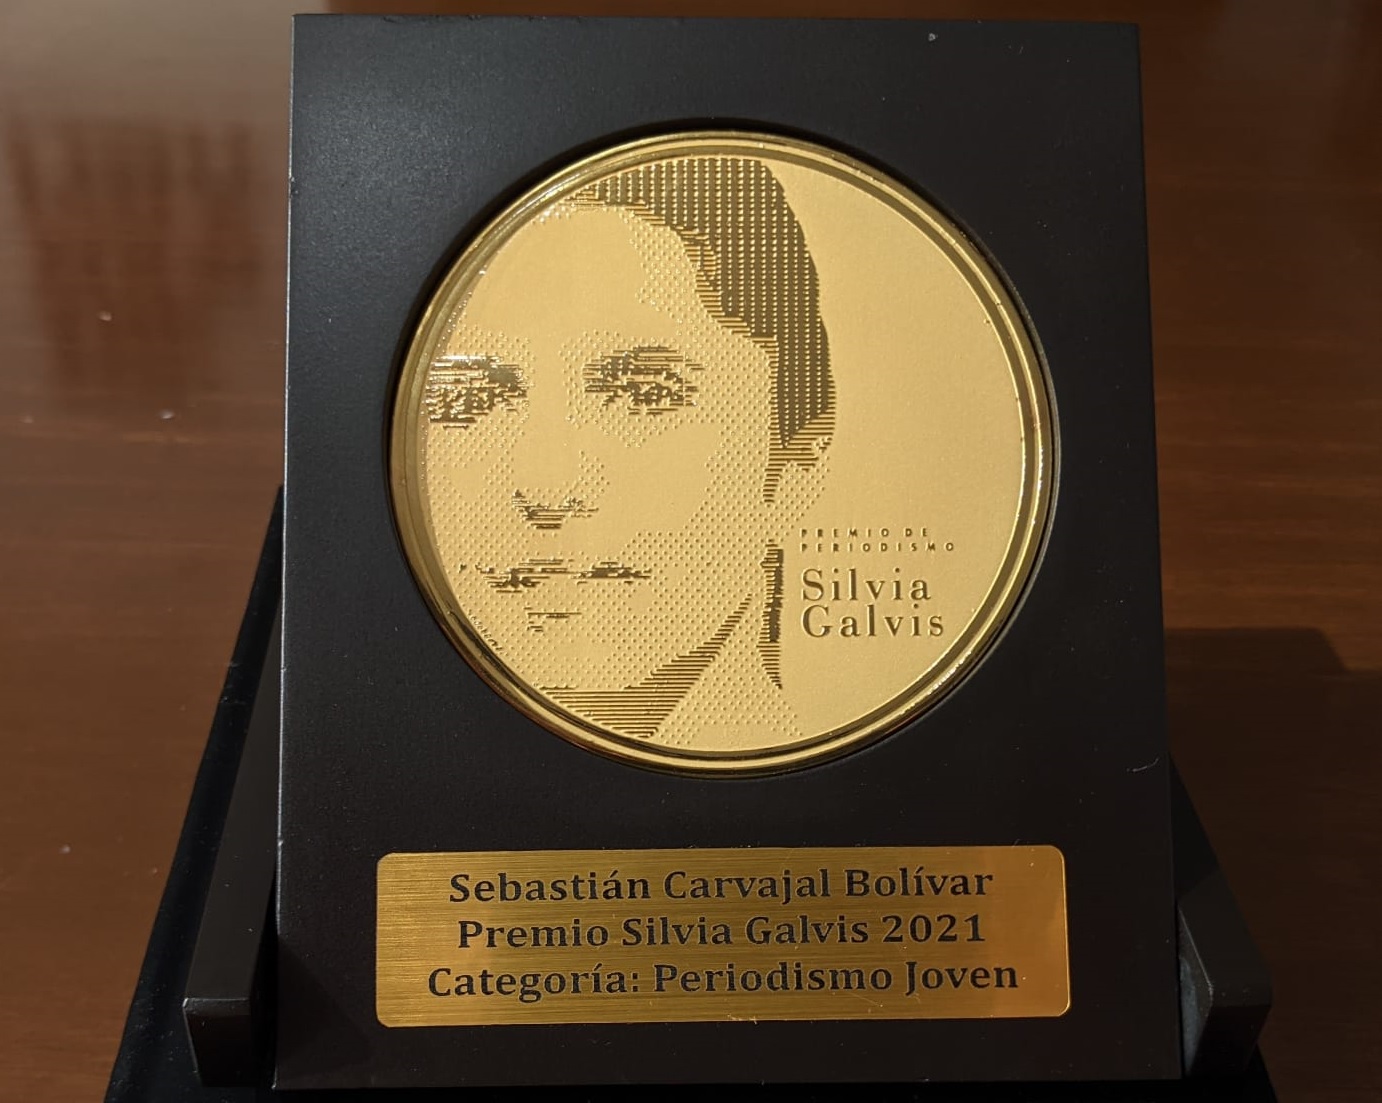 PREMIO DE
PERIODISMO
Silvia
Galvis
Sebastián Carvajal Bolívar
Premio Silvia Galvis 2021
Categoría: Periodismo Joven